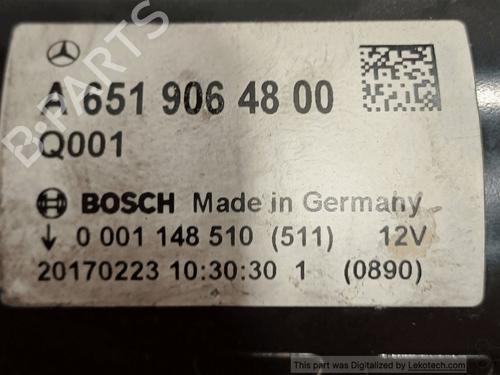 B-PARTS
A 651 906 48 00
Q001
BOSCH Made in Germany
0 001 148 510 (511) 12V
20170223 10:30:30 1 (0890)
This part was Digitalized by Lekotech.com